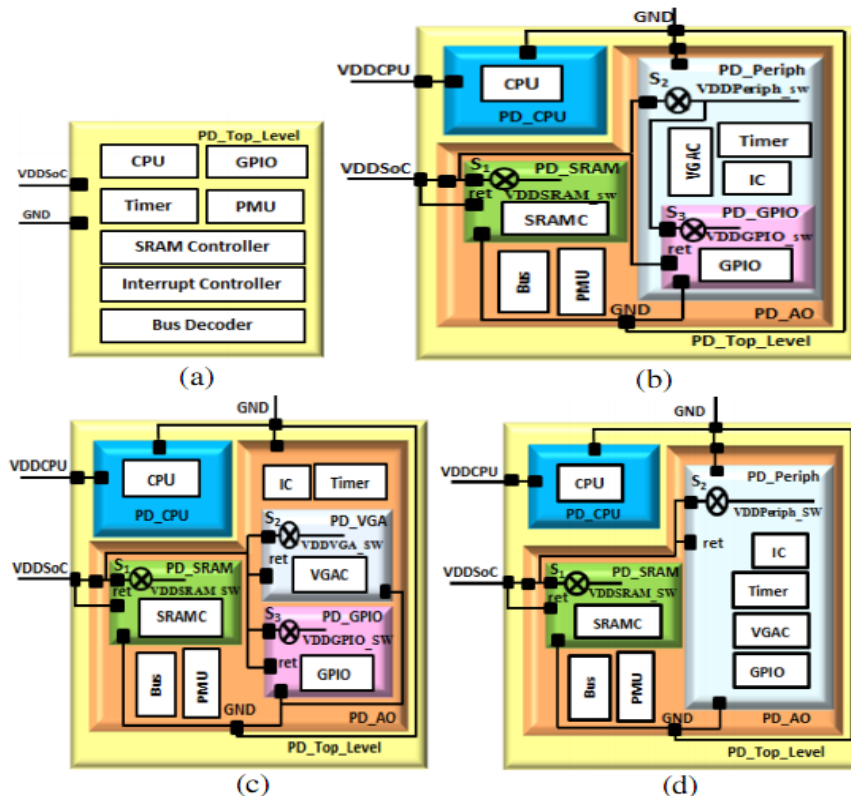 PD_Top_Level
CPU
GPIO
VDDSoC
Timer
PMU
GND
SRAM Controller
Interrupt Controller
Bus Decoder
(a)
GND
VDDCPU
CPU
PD_CPU
PD_Periph
S2
VDDPeriph_SW
VGAC
Timer
IC
VDDSoC
S1
PD_SRAM
ret
VDDSRAM_SW
SRAMC
S3
PD_GPIO
VDDGPIO_SW
ret
GPIO
Bus
PMU
GND
PD_AO
PD_Top_Level
(b)
GND
VDDCPU
CPU
PD_CPU
IC
Timer
S2
PD_VGA
VDDVGA_SW
ret
VGAC
VDDSoC
S1
PD_SRAM
ret
VDDSRAM_SW
SRAMC
S3
PD_GPIO
VDDGPIO_SW
ret
GPIO
Bus
PMU
GND
PD_AO
PD_Top_Level
(c)
GND
VDDCPU
CPU
PD_CPU
PD_Periph
S2
VDDPeriph_SW
ret
IC
Timer
VGAC
GPIO
VDDSoC
S1
PD_SRAM
ret
VDDSRAM_SW
SRAMC
Bus
PMU
GND
PD_AO
PD_Top_Level
(d)